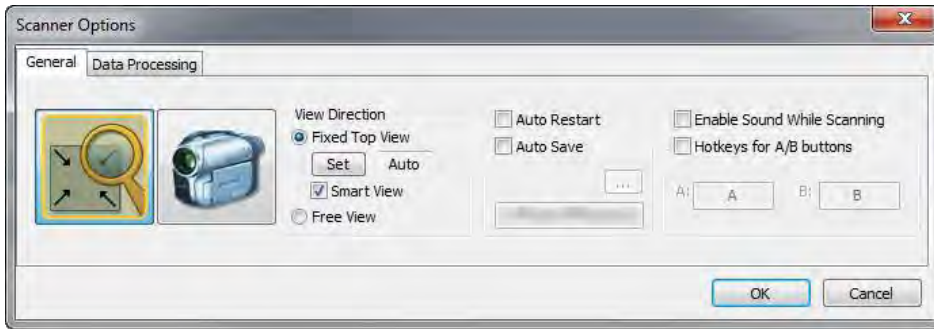 Scanner Options
General Data Processing
View Direction
Fixed Top View
Set Auto
Smart View
Free View
Auto Restart
Auto Save
...
Enable Sound While Scanning
Hotkeys for A/B buttons
A: A B: B
OK Cancel